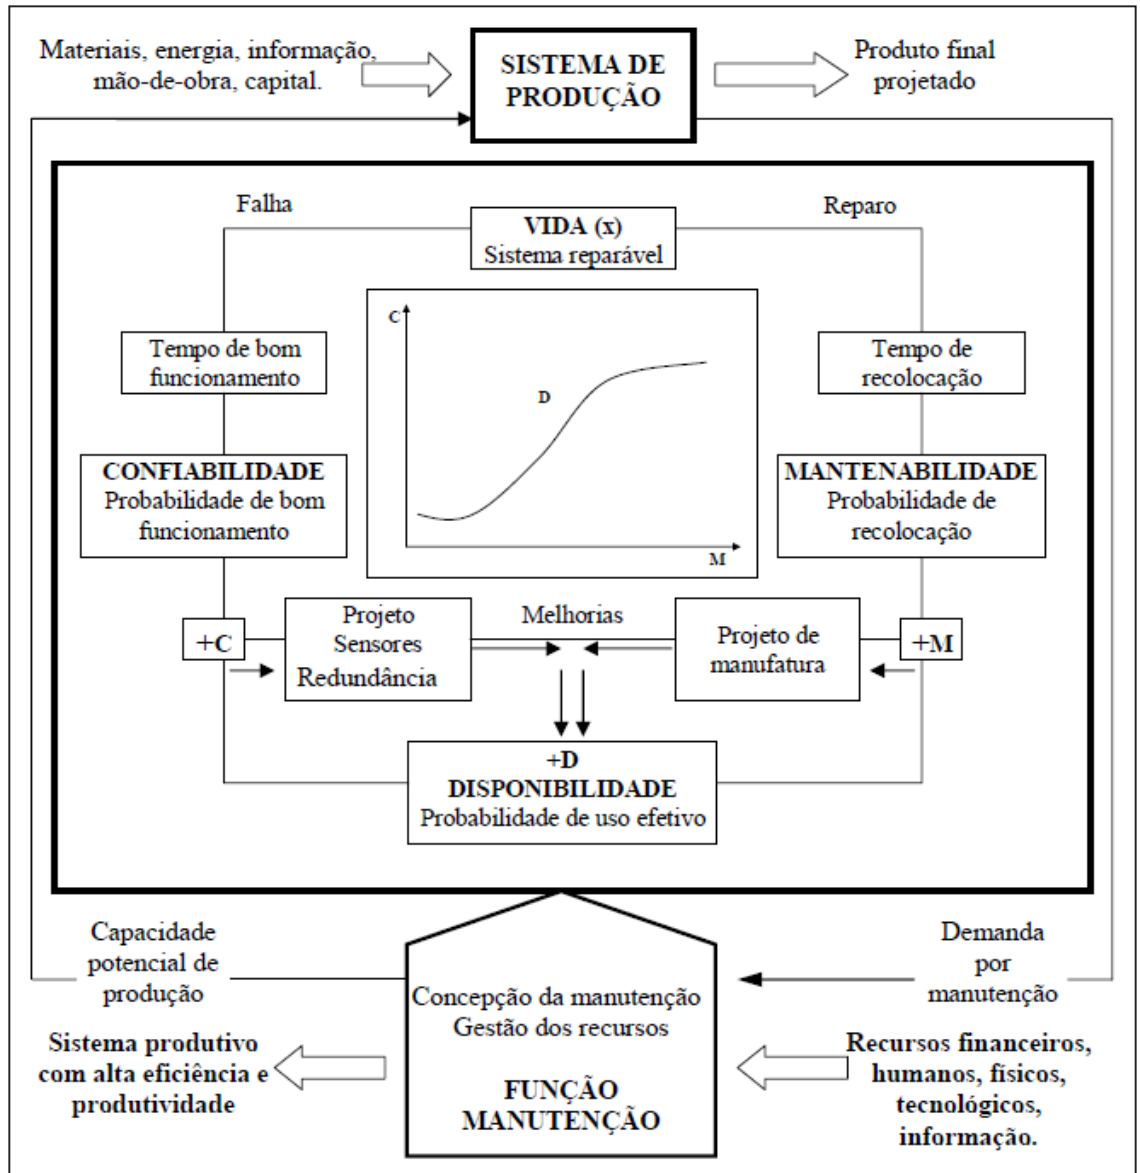 Materiais, energia, informação,
mão-de-obra, capital.
SISTEMA DE
PRODUÇÃO
Produto final
projetado
Falha
VIDA (x)
Sistema reparável
Reparo
C
D
M
Tempo de bom
funcionamento
Tempo de
recolocação
CONFIABILIDADE
Probabilidade de bom
funcionamento
MANTENABILIDADE
Probabilidade de
recolocação
+C
Projeto
Sensores
Redundância
Melhorias
Projeto de
manufatura
+M
+D
DISPONIBILIDADE
Probabilidade de uso efetivo
Capacidade
potencial de
produção
Demanda
por
manutenção
Concepção da manutenção
Gestão dos recursos
FUNÇÃO
MANUTENÇÃO
Sistema produtivo
com alta eficiência e
produtividade
Recursos financeiros,
humanos, físicos,
tecnológicos,
informação.